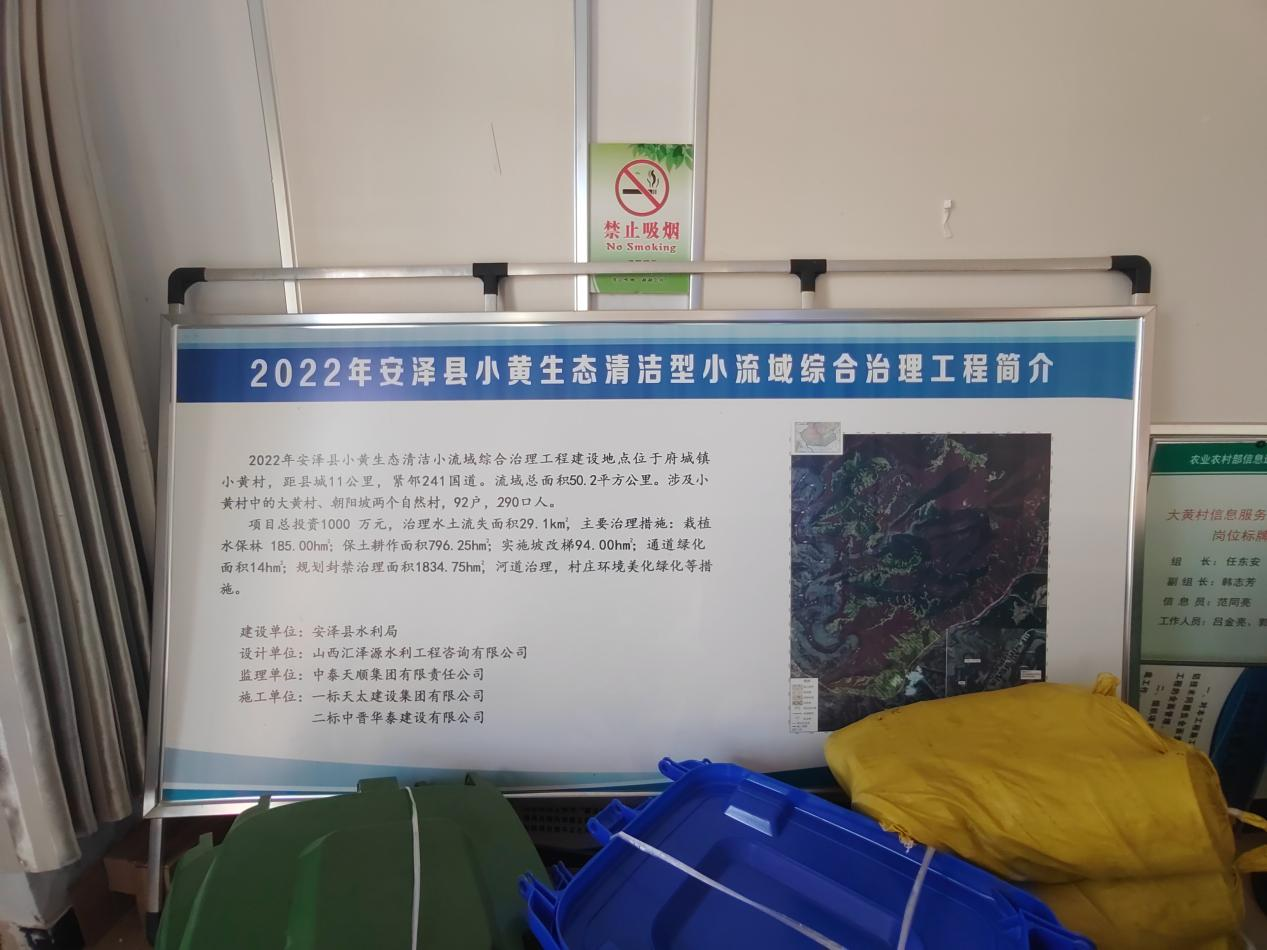 禁止吸烟
No Smoking
2022年安泽县小黄生态清洁型小流域综合治理工程简介
2022年安泽县小黄生态清洁小流域综合治理工程建设地点位于府城镇
小黄村，距县城11公里，紧邻241国道。流域总面积50.2平方公里。涉及小
黄村中的大黄村、朝阳坡两个自然村，92户，290口人。
项目总投资1000 万元，治理水土流失面积29.1km²，主要治理措施：栽植
水保林 185.00hm²；保土耕作面积796.25hm²；实施坡改梯94.00hm²；通道绿化
面积14hm²；规划封禁治理面积1834.75hm²，河道治理，村庄环境美化绿化等措
施。
建设单位：安泽县水利局
设计单位：山西汇泽源水利工程咨询有限公司
监理单位：中泰天顺集团有限责任公司
施工单位：一标天太建设集团有限公司
二标中晋华泰建设有限公司
农业农村部信息
大黄村信息服务
岗位标牌
组 长：任东安
副 组 长：韩志芳
信 息 员：范同亮
工作人员：吕金亮、